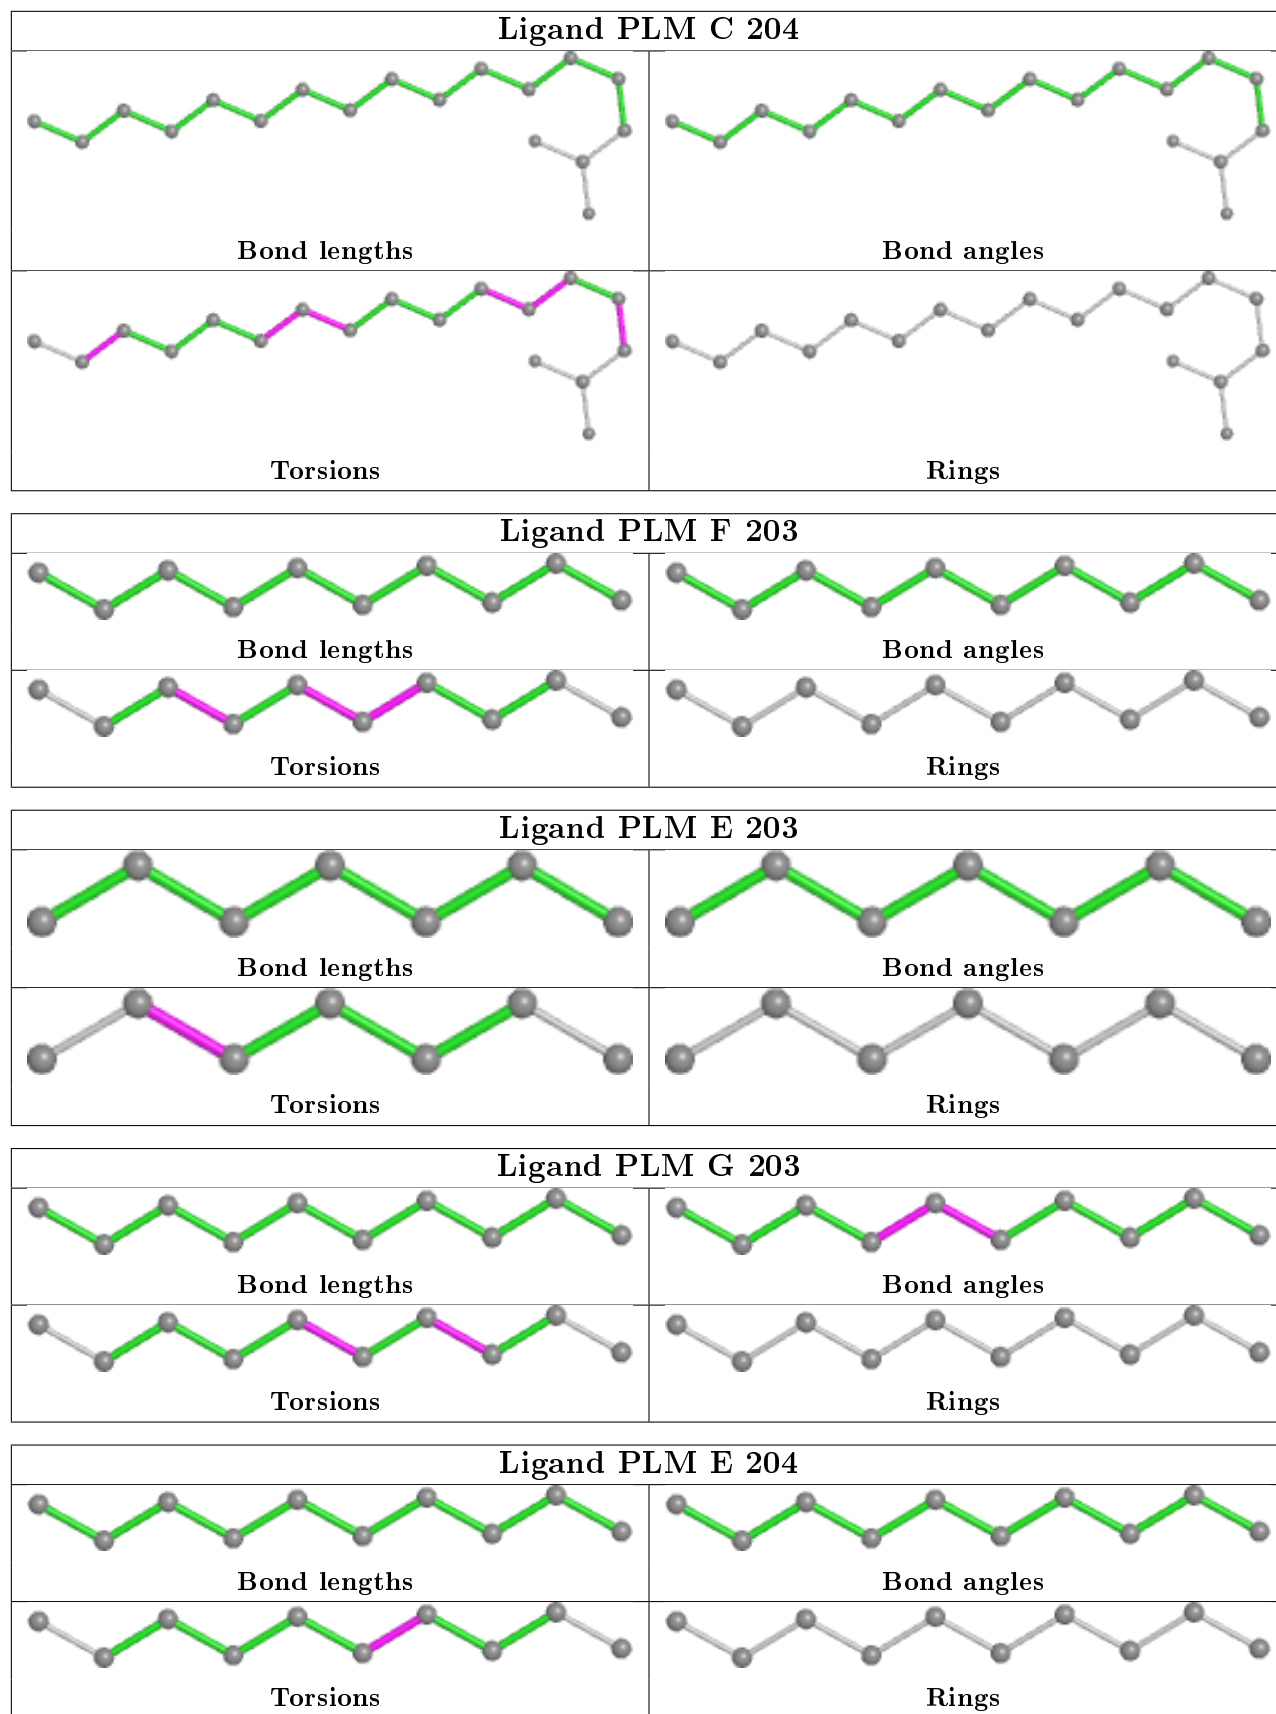 Ligand PLM C 204
Bond lengths
Bond angles
Torsions
Rings
Ligand PLM F 203
Bond lengths
Bond angles
Torsions
Rings
Ligand PLM E 203
Bond lengths
Bond angles
Torsions
Rings
Ligand PLM G 203
Bond lengths
Bond angles
Torsions
Rings
Ligand PLM E 204
Bond lengths
Bond angles
Torsions
Rings